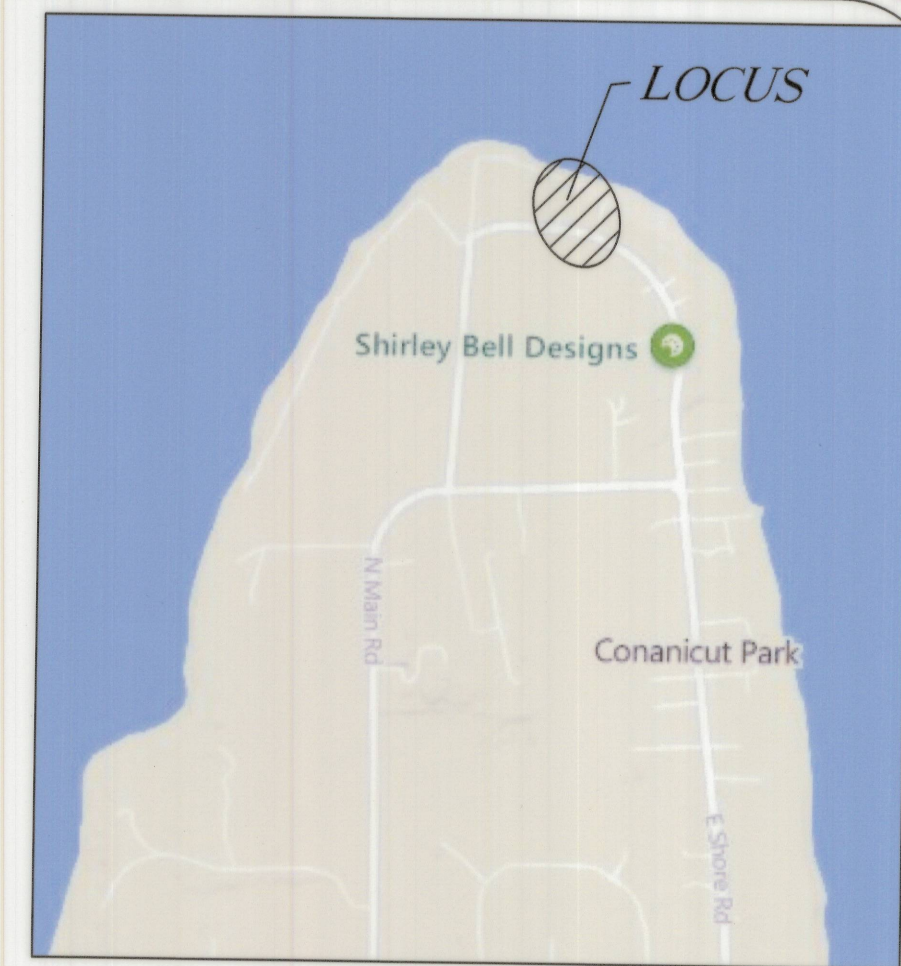 LOCUS
Shirley Bell Designs
N Main Rd
Conanicut Park
E Shore Rd